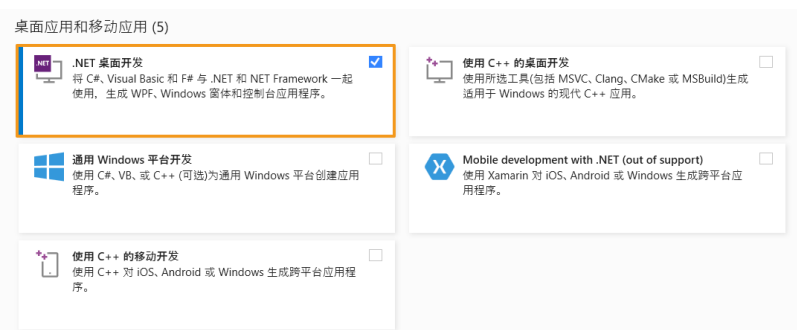 桌面应用和移动应用 (5)
.NET
.NET 桌面开发
将 C#、Visual Basic 和 F# 与 .NET 和 NET Framework 一起
使用，生成 WPF、Windows 窗体和控制台应用程序。
使用 C++ 的桌面开发
使用所选工具(包括 MSVC、Clang、CMake 或 MSBuild)生成
适用于 Windows 的现代 C++ 应用。
通用 Windows 平台开发
使用 C#、VB、或 C++ (可选)为通用 Windows 平台创建应用
程序。
Mobile development with .NET (out of support)
使用 Xamarin 对 iOS、Android 或 Windows 生成跨平台应
用程序。
使用 C++ 的移动开发
使用 C++ 对 iOS、Android 或 Windows 生成跨平台应用程
序。